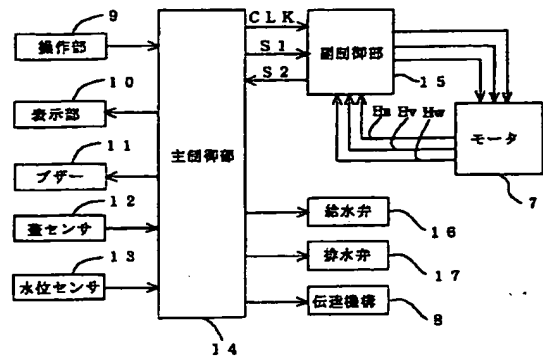 9
操作部
10
表示部
11
ブザー
12
蓋センサ
13
水位センサ
主制御部
14
CLK
S1
S2
副制御部
15
Hu Hv Hw
モータ
7
給水弁
16
排水弁
17
伝達機構
8